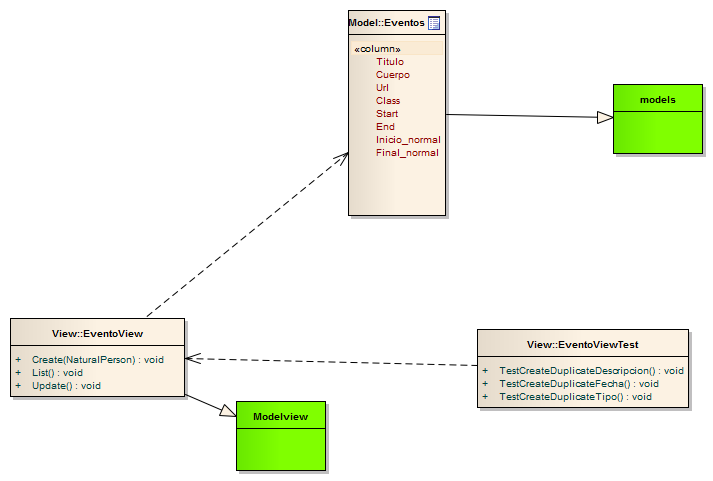 Model::Eventos
«column»
Titulo
Cuerpo
Url
Class
Start
End
Inicio_normal
Final_normal
models
View::EventoView
+ Create(NaturalPerson) : void
+ List() : void
+ Update() : void
View::EventoViewTest
+ TestCreateDuplicateDescripcion() : void
+ TestCreateDuplicateFecha() : void
+ TestCreateDuplicateTipo() : void
Modelview